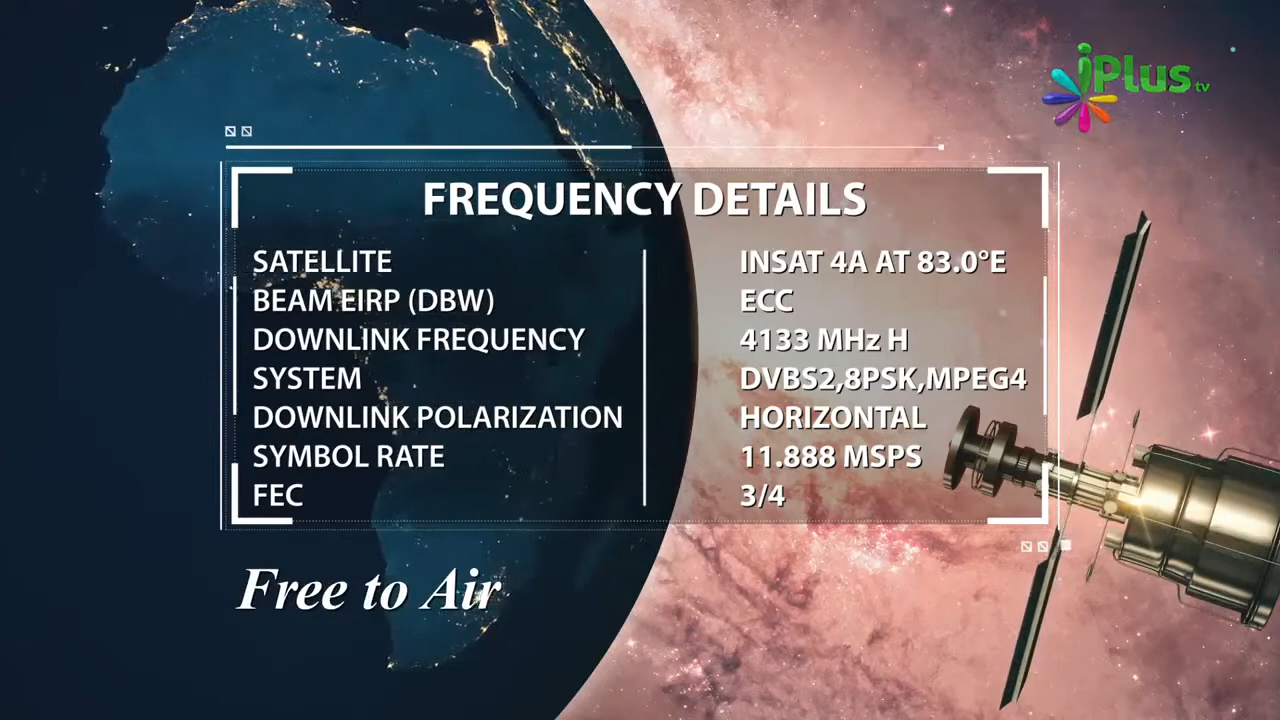 iPlus tv
FREQUENCY DETAILS
SATELLITE INSAT 4A AT 83.0°E
BEAM EIRP (DBW) ECC
DOWNLINK FREQUENCY 4133 MHz H
SYSTEM DVBS2,8PSK,MPEG4
DOWNLINK POLARIZATION HORIZONTAL
SYMBOL RATE 11.888 MSPS
FEC 3/4
Free to Air